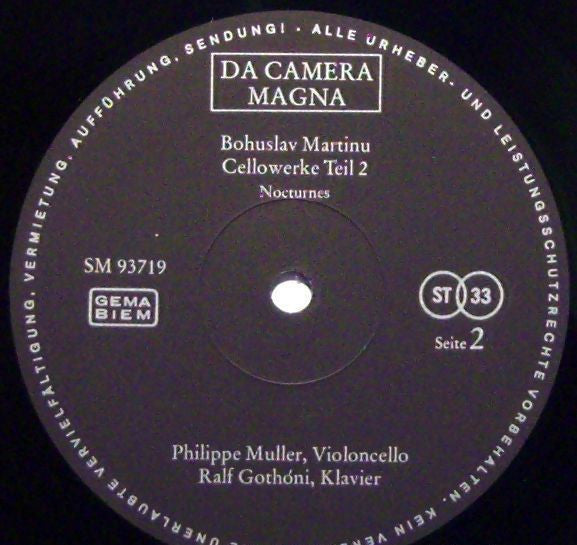 ALLE URHEBER- UND LEISTUNGSSCHUTZRECHTE VORBEHALTEN, KEIN
UNERLAUBTE VERVIELFÄLTIGUNG, VERMIETUNG, AUFFÜHRUNG, SENDUNG! ·
DA CAMERA
MAGNA
Bohuslav Martinu
Cellowerke Teil 2
Nocturnes
SM 93719
GEMA
BIEM
ST 33
Seite 2
Philippe Muller, Violoncello
Ralf Gothóni, Klavier